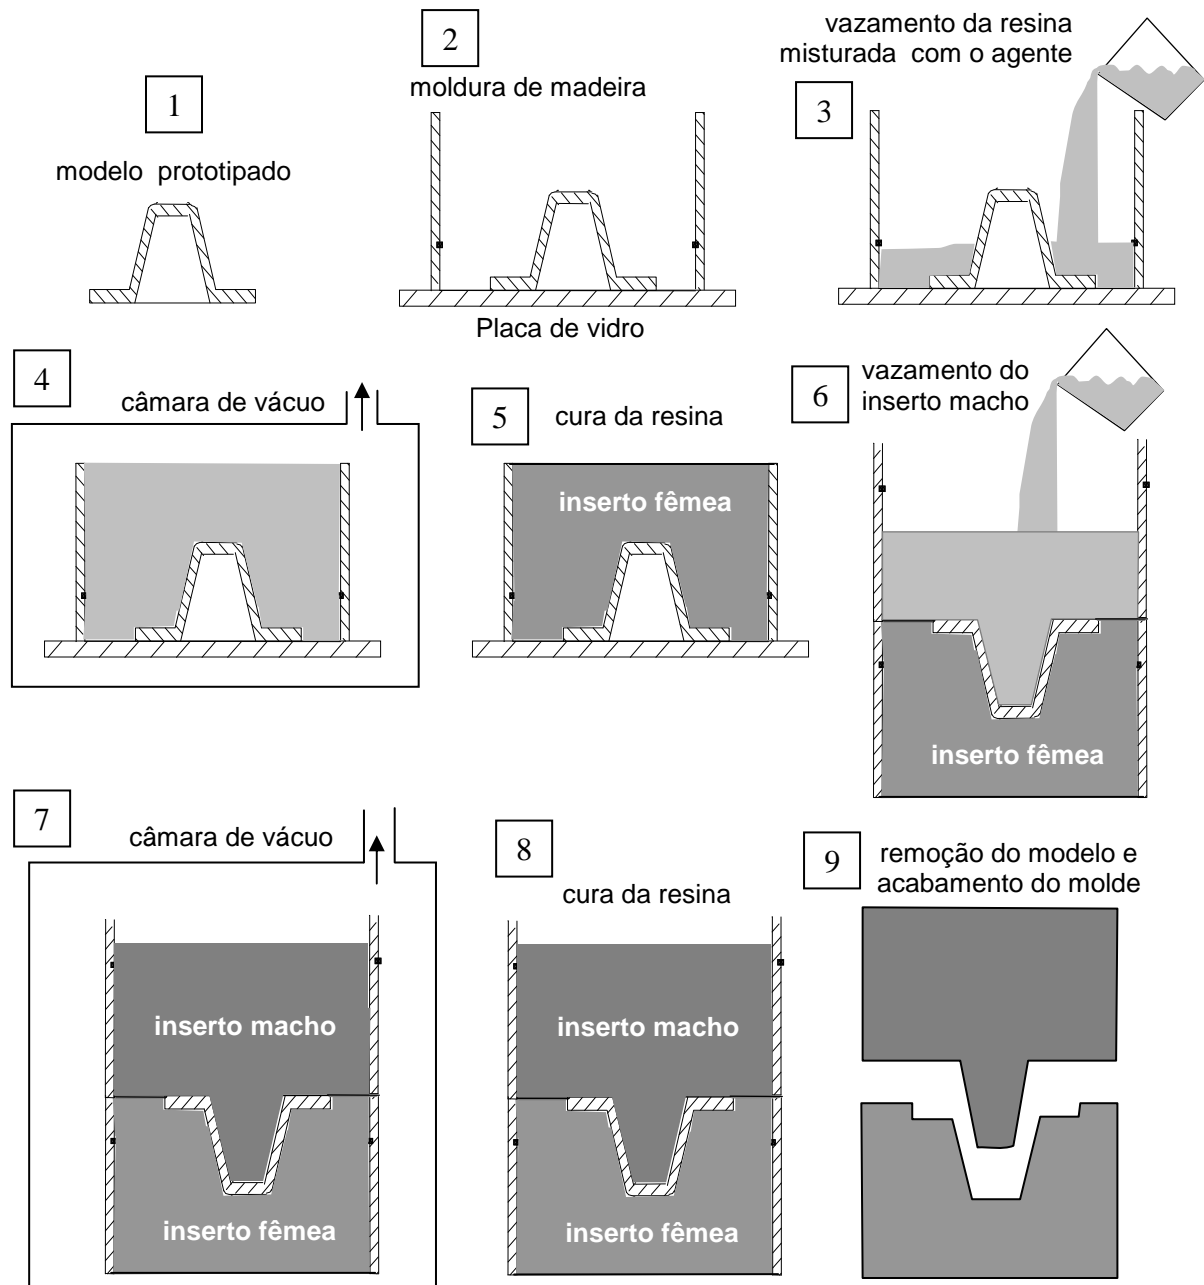 1
modelo prototipado
2
moldura de madeira
Placa de vidro
vazamento da resina
misturada com o agente
3
4
câmara de vácuo
5
cura da resina
inserto fêmea
6
vazamento do
inserto macho
inserto fêmea
7
câmara de vácuo
inserto macho
inserto fêmea
8
cura da resina
inserto macho
inserto fêmea
9
remoção do modelo e
acabamento do molde